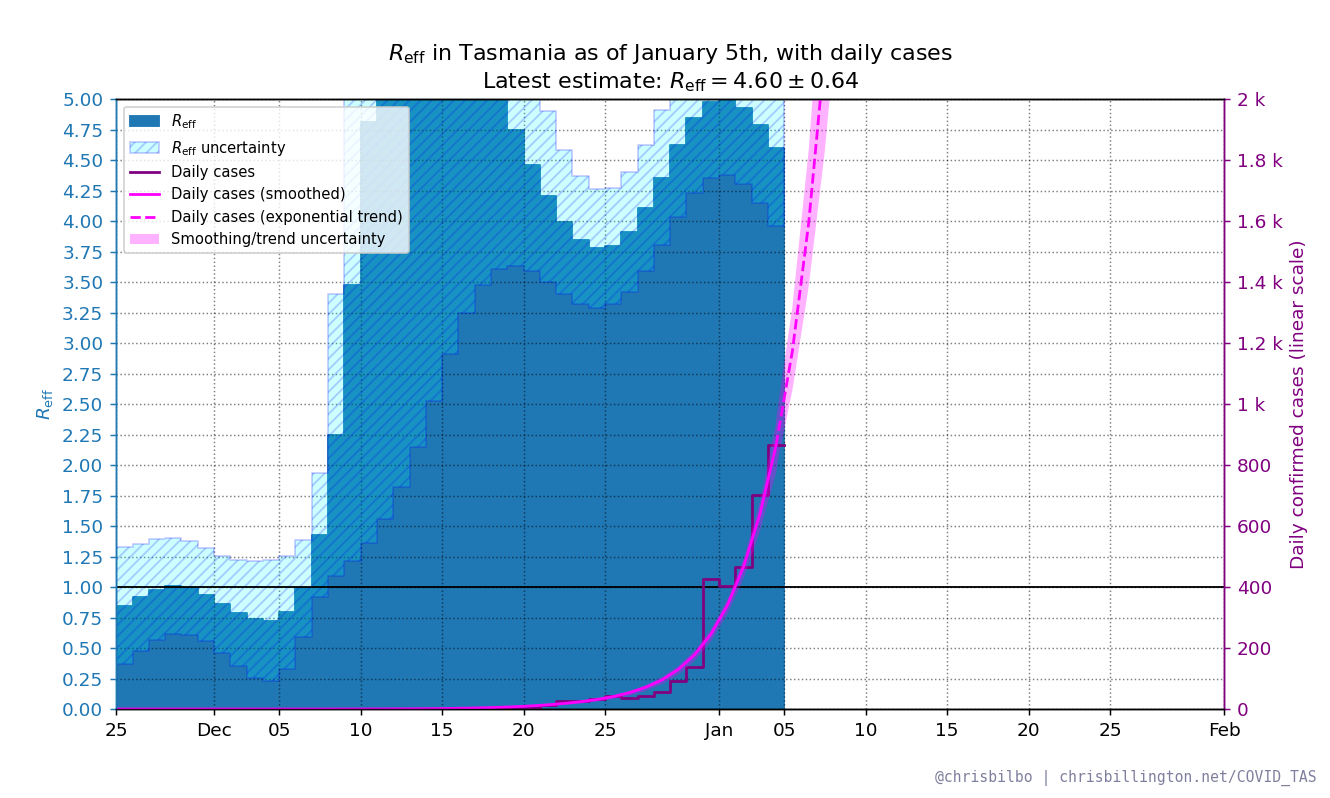 R_eff in Tasmania as of January 5th, with daily cases
Latest estimate: R_eff = 4.60 ± 0.64
R_eff
R_eff uncertainty
Daily cases
Daily cases (smoothed)
Daily cases (exponential trend)
Smoothing/trend uncertainty
5.00
4.75
4.50
4.25
4.00
3.75
3.50
3.25
3.00
2.75
2.50
2.25
2.00
1.75
1.50
1.25
1.00
0.75
0.50
0.25
0.00
R_eff
2 k
1.8 k
1.6 k
1.4 k
1.2 k
1 k
800
600
400
200
0
Daily confirmed cases (linear scale)
25 Dec 05 10 15 20 25 Jan 05 10 15 20 25 Feb
@chrisbilbo | chrisbillington.net/COVID_TAS